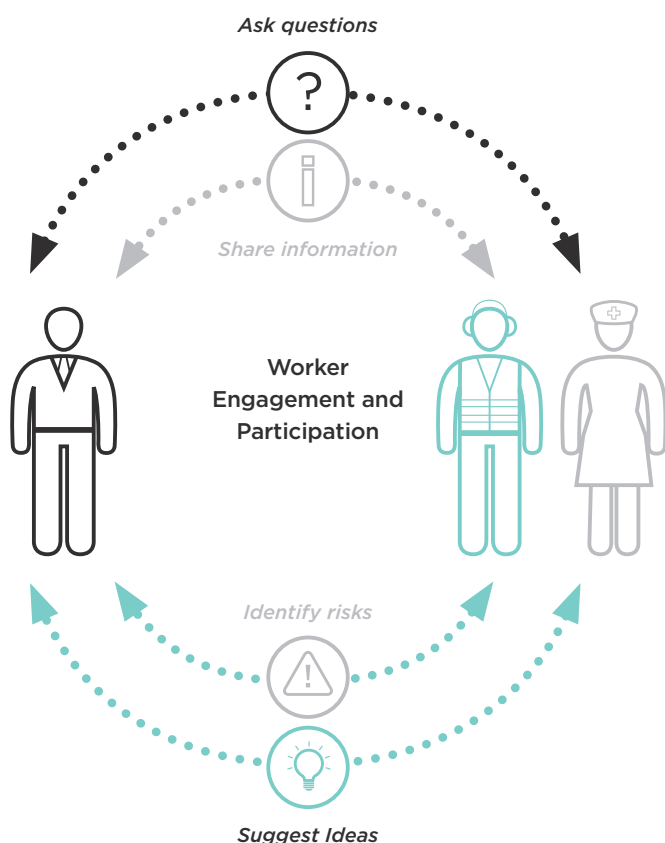 Ask questions
?
i
Share information
Worker
Engagement and
Participation
Identify risks
!
Suggest Ideas